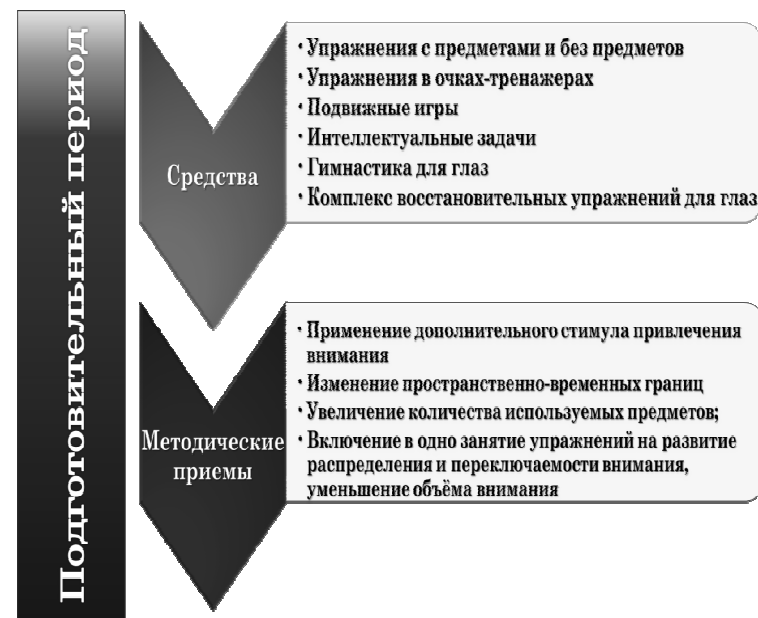 Подготовительный период
Средства
· Упражнения с предметами и без предметов
· Упражнения в очках-тренажерах
· Подвижные игры
· Интеллектуальные задачи
· Гимнастика для глаз
· Комплекс восстановительных упражнений для глаз
Методические
приемы
· Применение дополнительного стимула привлечения
внимания
· Изменение пространственно-временных границ
· Увеличение количества используемых предметов;
· Включение в одно занятие упражнений на развитие
распределения и переключаемости внимания,
уменьшение объёма внимания